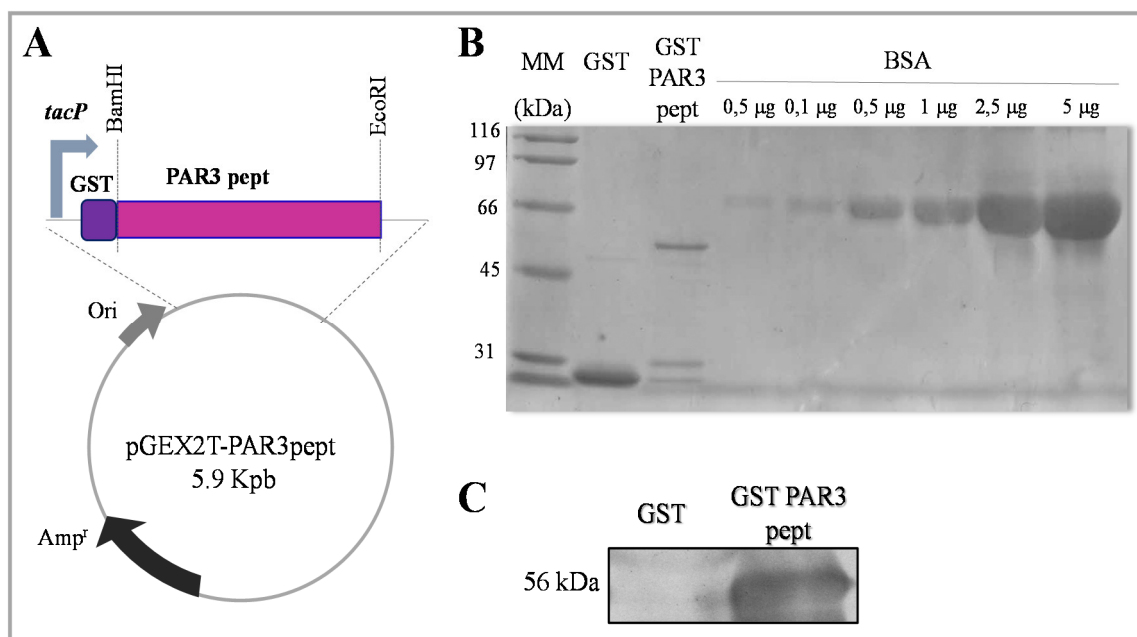 A
tacP
BamHI
EcoRI
GST
PAR3 pept
Ori
pGEX2T-PAR3pept
5.9 Kpb
Ampʳ
B
MM
(kDa)
GST
GST
PAR3
pept
BSA
0,5 µg 0,1 µg 0,5 µg 1 µg 2,5 µg 5 µg
116
97
66
45
31
C
GST
GST PAR3
pept
56 kDa